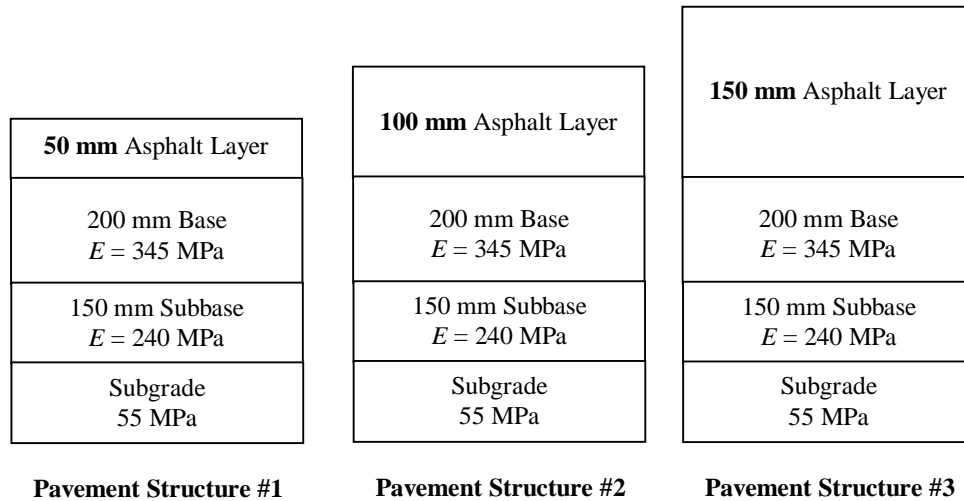 50 mm Asphalt Layer
200 mm Base
E = 345 MPa
150 mm Subbase
E = 240 MPa
Subgrade
55 MPa
Pavement Structure #1
100 mm Asphalt Layer
200 mm Base
E = 345 MPa
150 mm Subbase
E = 240 MPa
Subgrade
55 MPa
Pavement Structure #2
150 mm Asphalt Layer
200 mm Base
E = 345 MPa
150 mm Subbase
E = 240 MPa
Subgrade
55 MPa
Pavement Structure #3